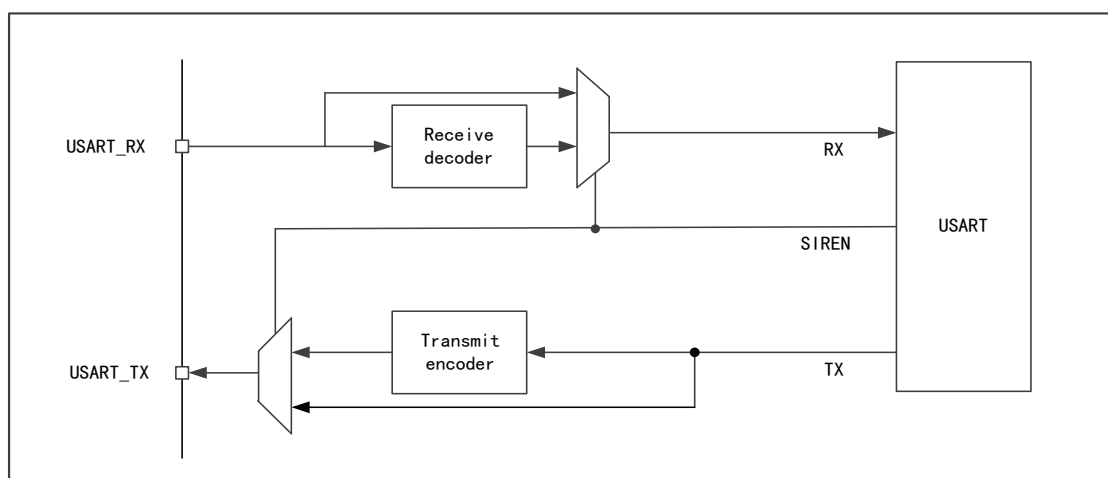 Receive
decoder
USART_RX
RX
USART
SIREN
Transmit
encoder
USART_TX
TX